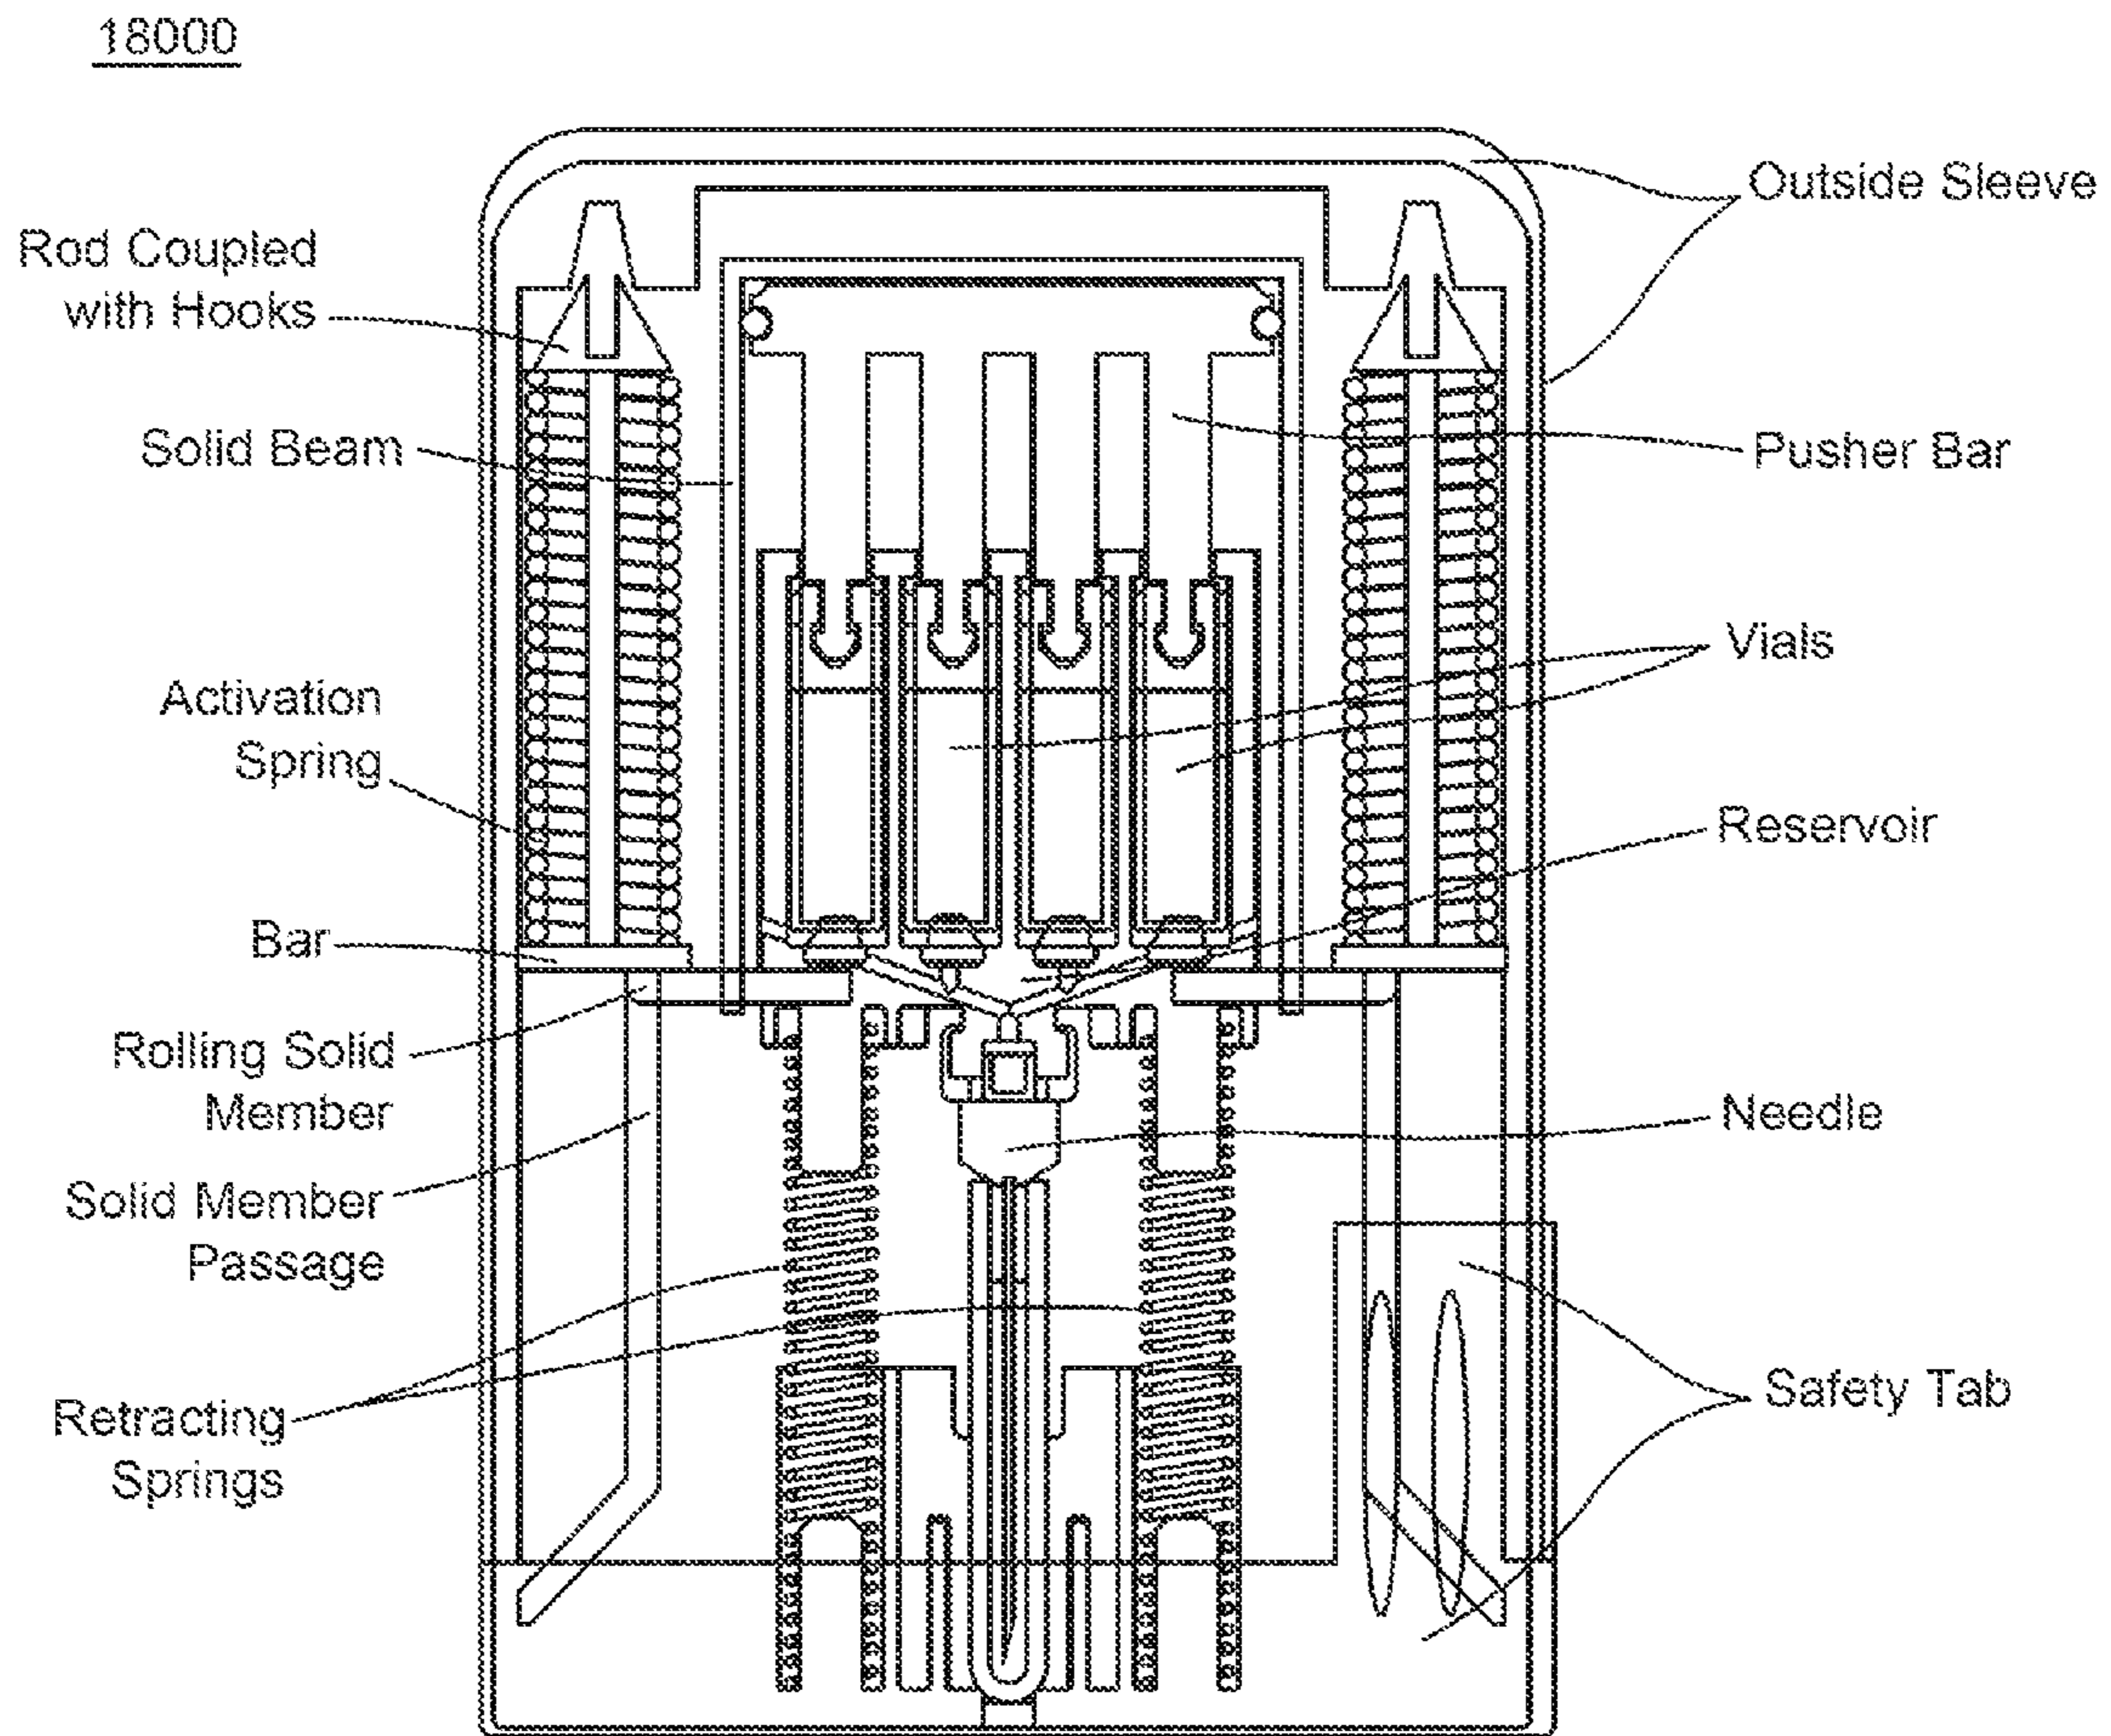 18000
Rod Coupled
with Hooks
Solid Beam
Activation
Spring
Bar
Rolling Solid
Member
Solid Member
Passage
Retracting
Springs
Outside Sleeve
Pusher Bar
Vials
Reservoir
Needle
Safety Tab